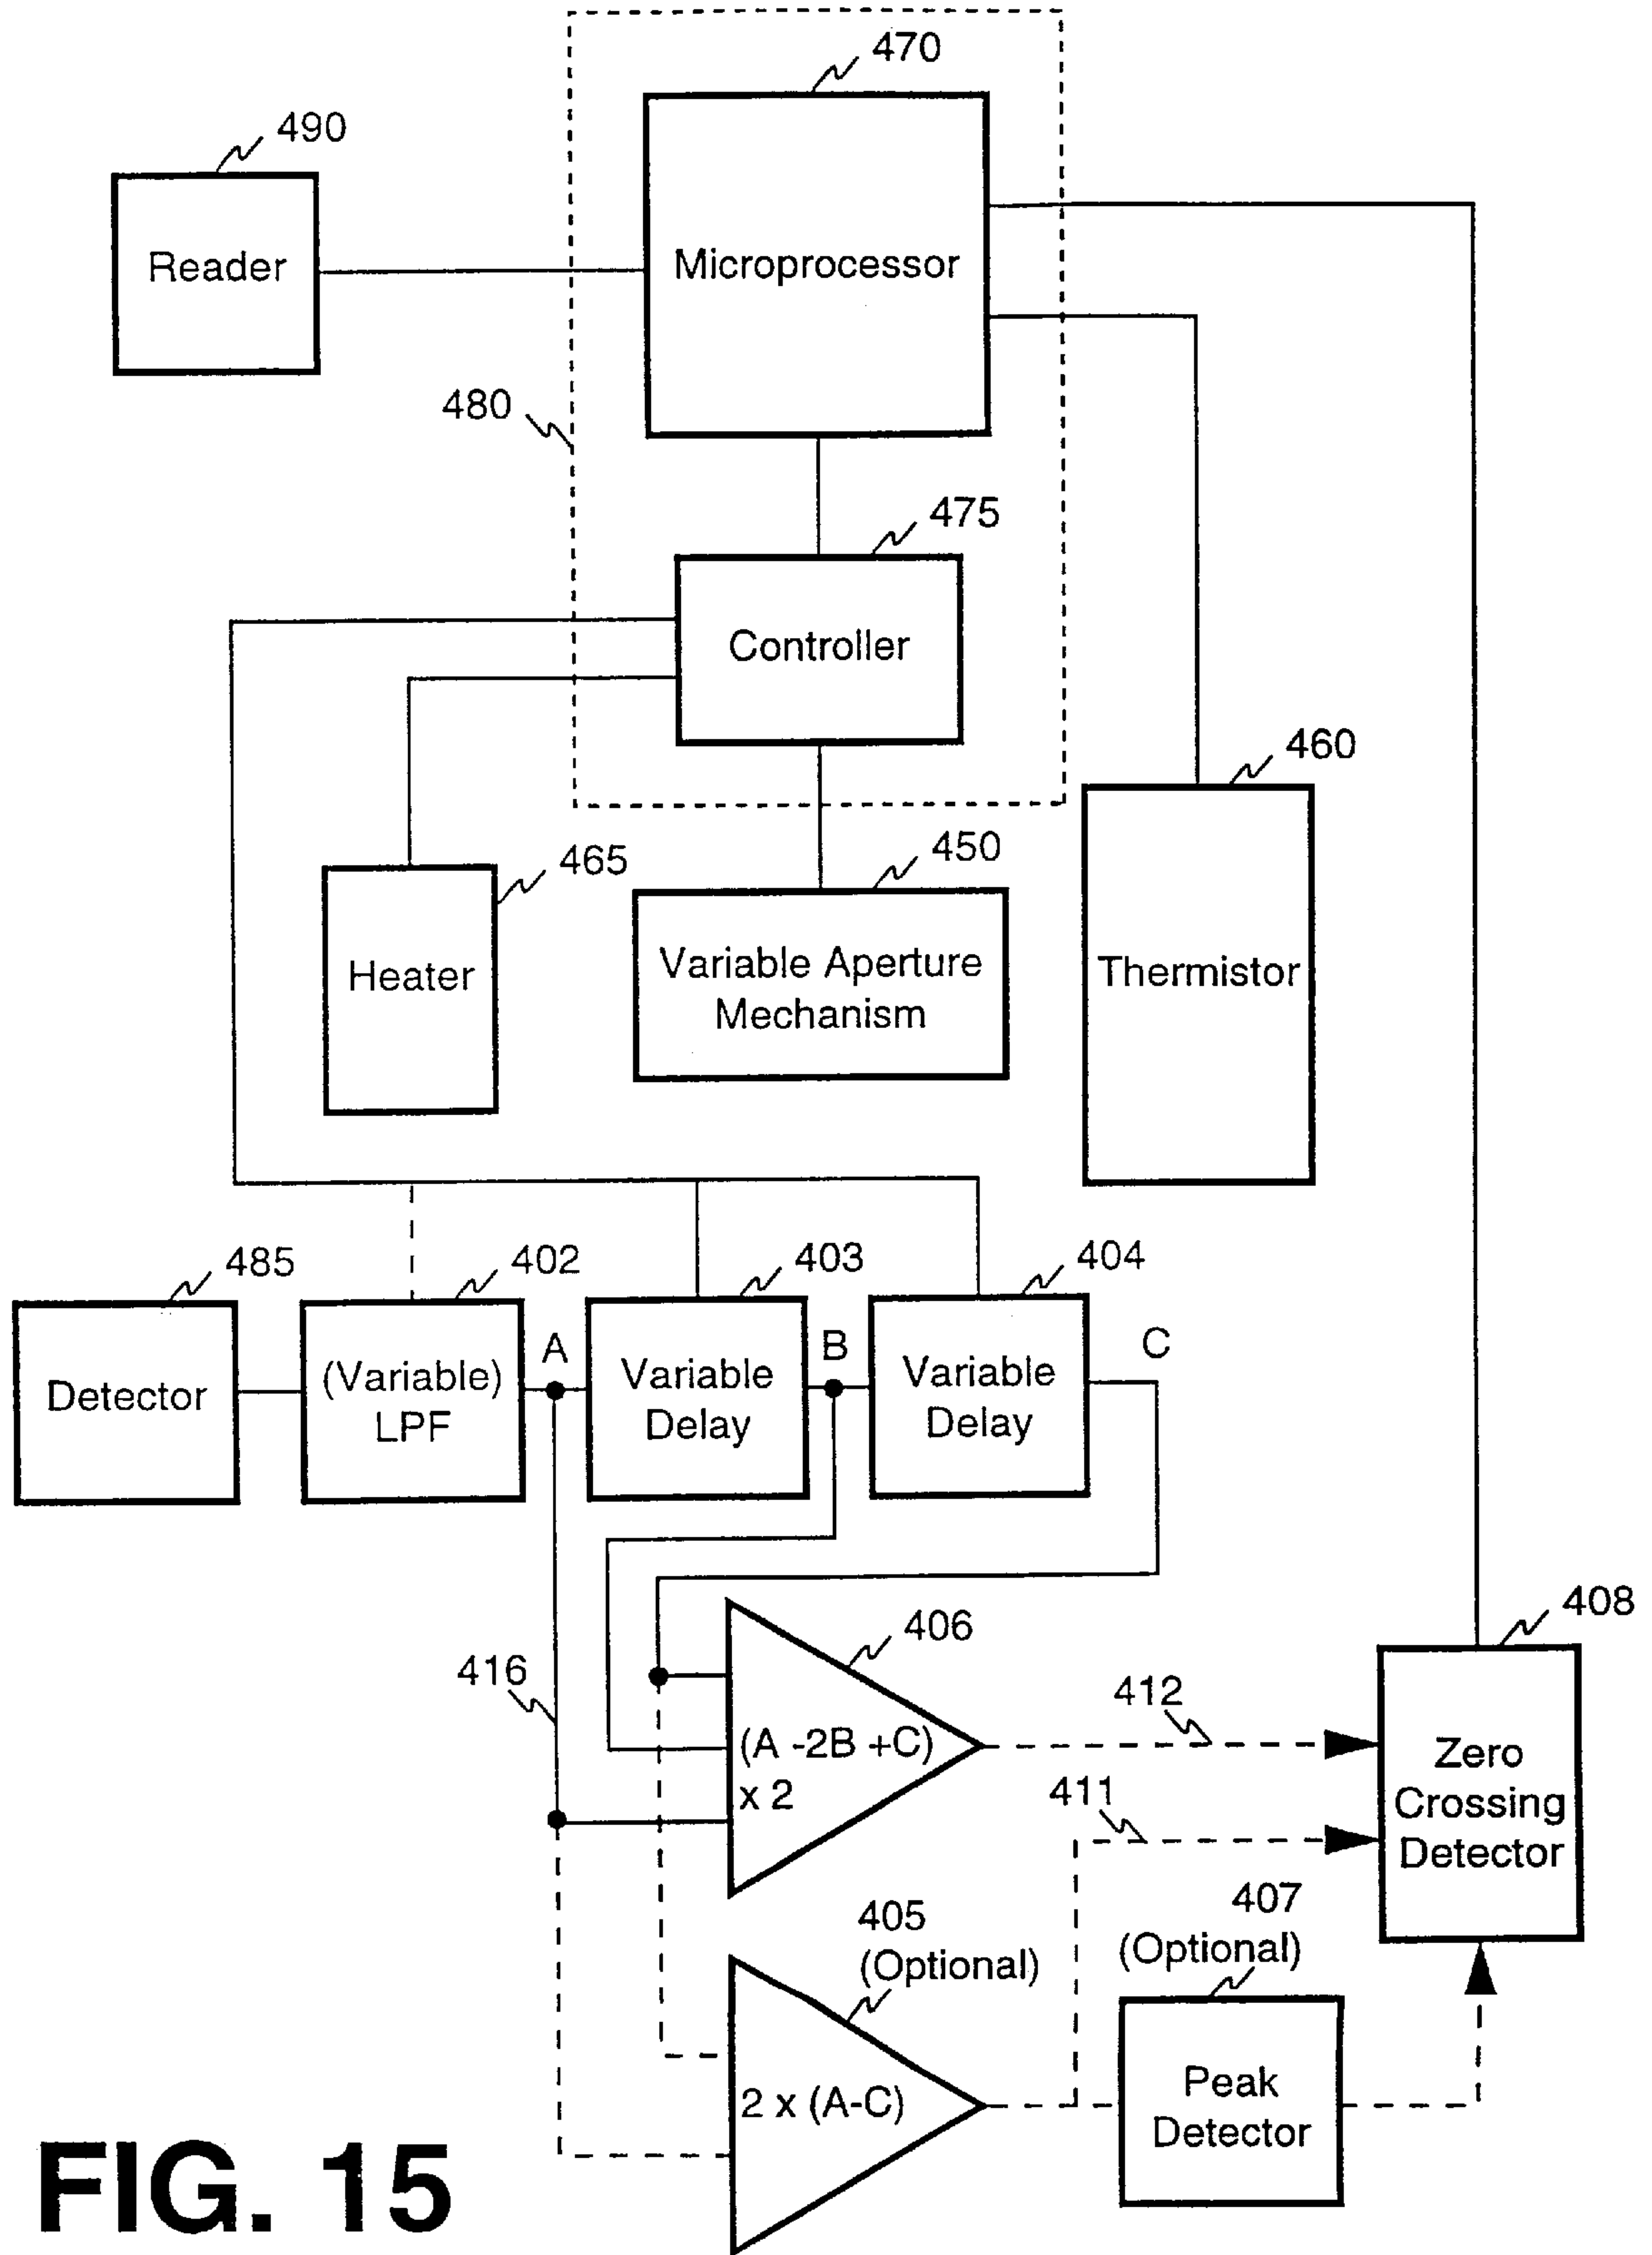 470
490
Reader
Microprocessor
480
475
Controller
460
465
450
Heater
Variable Aperture
Mechanism
Thermistor
485
402
403
404
A
B
C
Detector
(Variable)
LPF
Variable
Delay
Variable
Delay
408
406
416
412
(A -2B +C)
x 2
Zero
Crossing
Detector
411
405
(Optional)
407
(Optional)
2 x (A-C)
Peak
Detector
FIG. 15